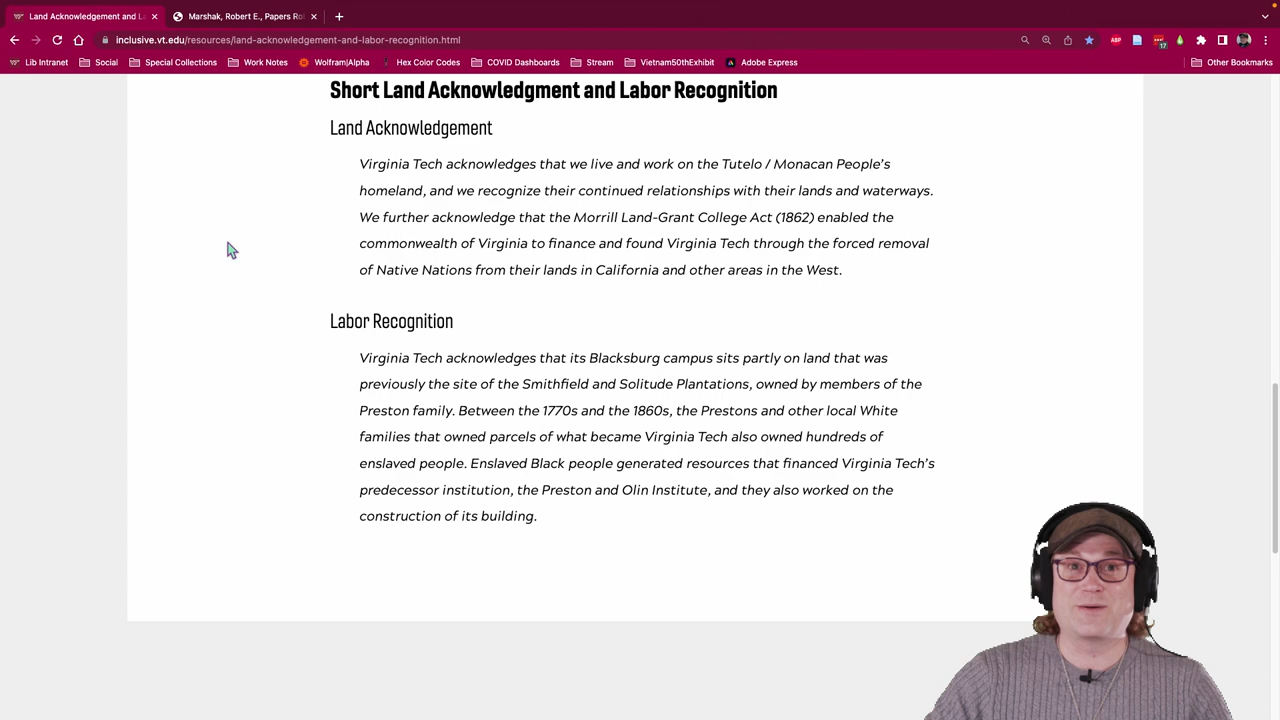 Land Acknowledgement and La
Marshak, Robert E., Papers Ro
inclusive.vt.edu/resources/land-acknowledgement-and-labor-recognition.html
ABP
17
Lib Intranet
Social
Special Collections
Work Notes
Wolfram|Alpha
Hex Color Codes
COVID Dashboards
Stream
Vietnam50thExhibit
Adobe Express
Other Bookmarks
Short Land Acknowledgment and Labor Recognition
Land Acknowledgement
Virginia Tech acknowledges that we live and work on the Tutelo / Monacan People's
homeland, and we recognize their continued relationships with their lands and waterways.
We further acknowledge that the Morrill Land-Grant College Act (1862) enabled the
commonwealth of Virginia to finance and found Virginia Tech through the forced removal
of Native Nations from their lands in California and other areas in the West.
Labor Recognition
Virginia Tech acknowledges that its Blacksburg campus sits partly on land that was
previously the site of the Smithfield and Solitude Plantations, owned by members of the
Preston family. Between the 1770s and the 1860s, the Prestons and other local White
families that owned parcels of what became Virginia Tech also owned hundreds of
enslaved people. Enslaved Black people generated resources that financed Virginia Tech's
predecessor institution, the Preston and Olin Institute, and they also worked on the
construction of its building.